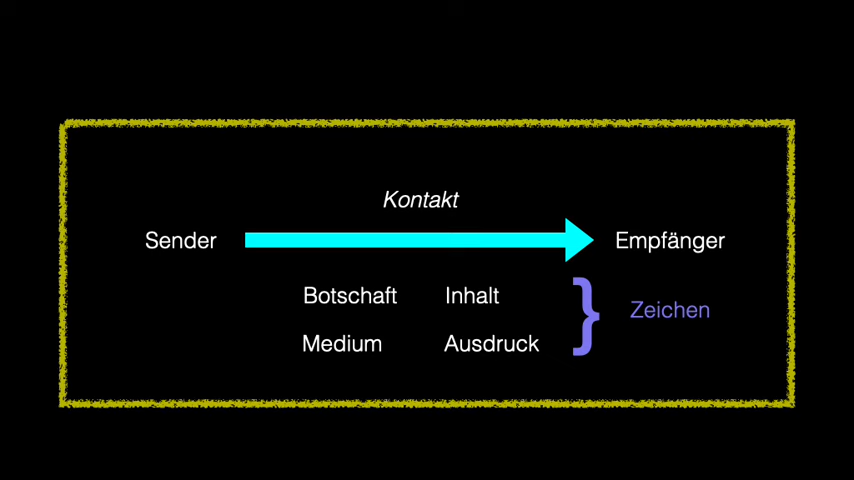 Kontakt
Sender Empfänger
Botschaft Inhalt
Zeichen
Medium Ausdruck